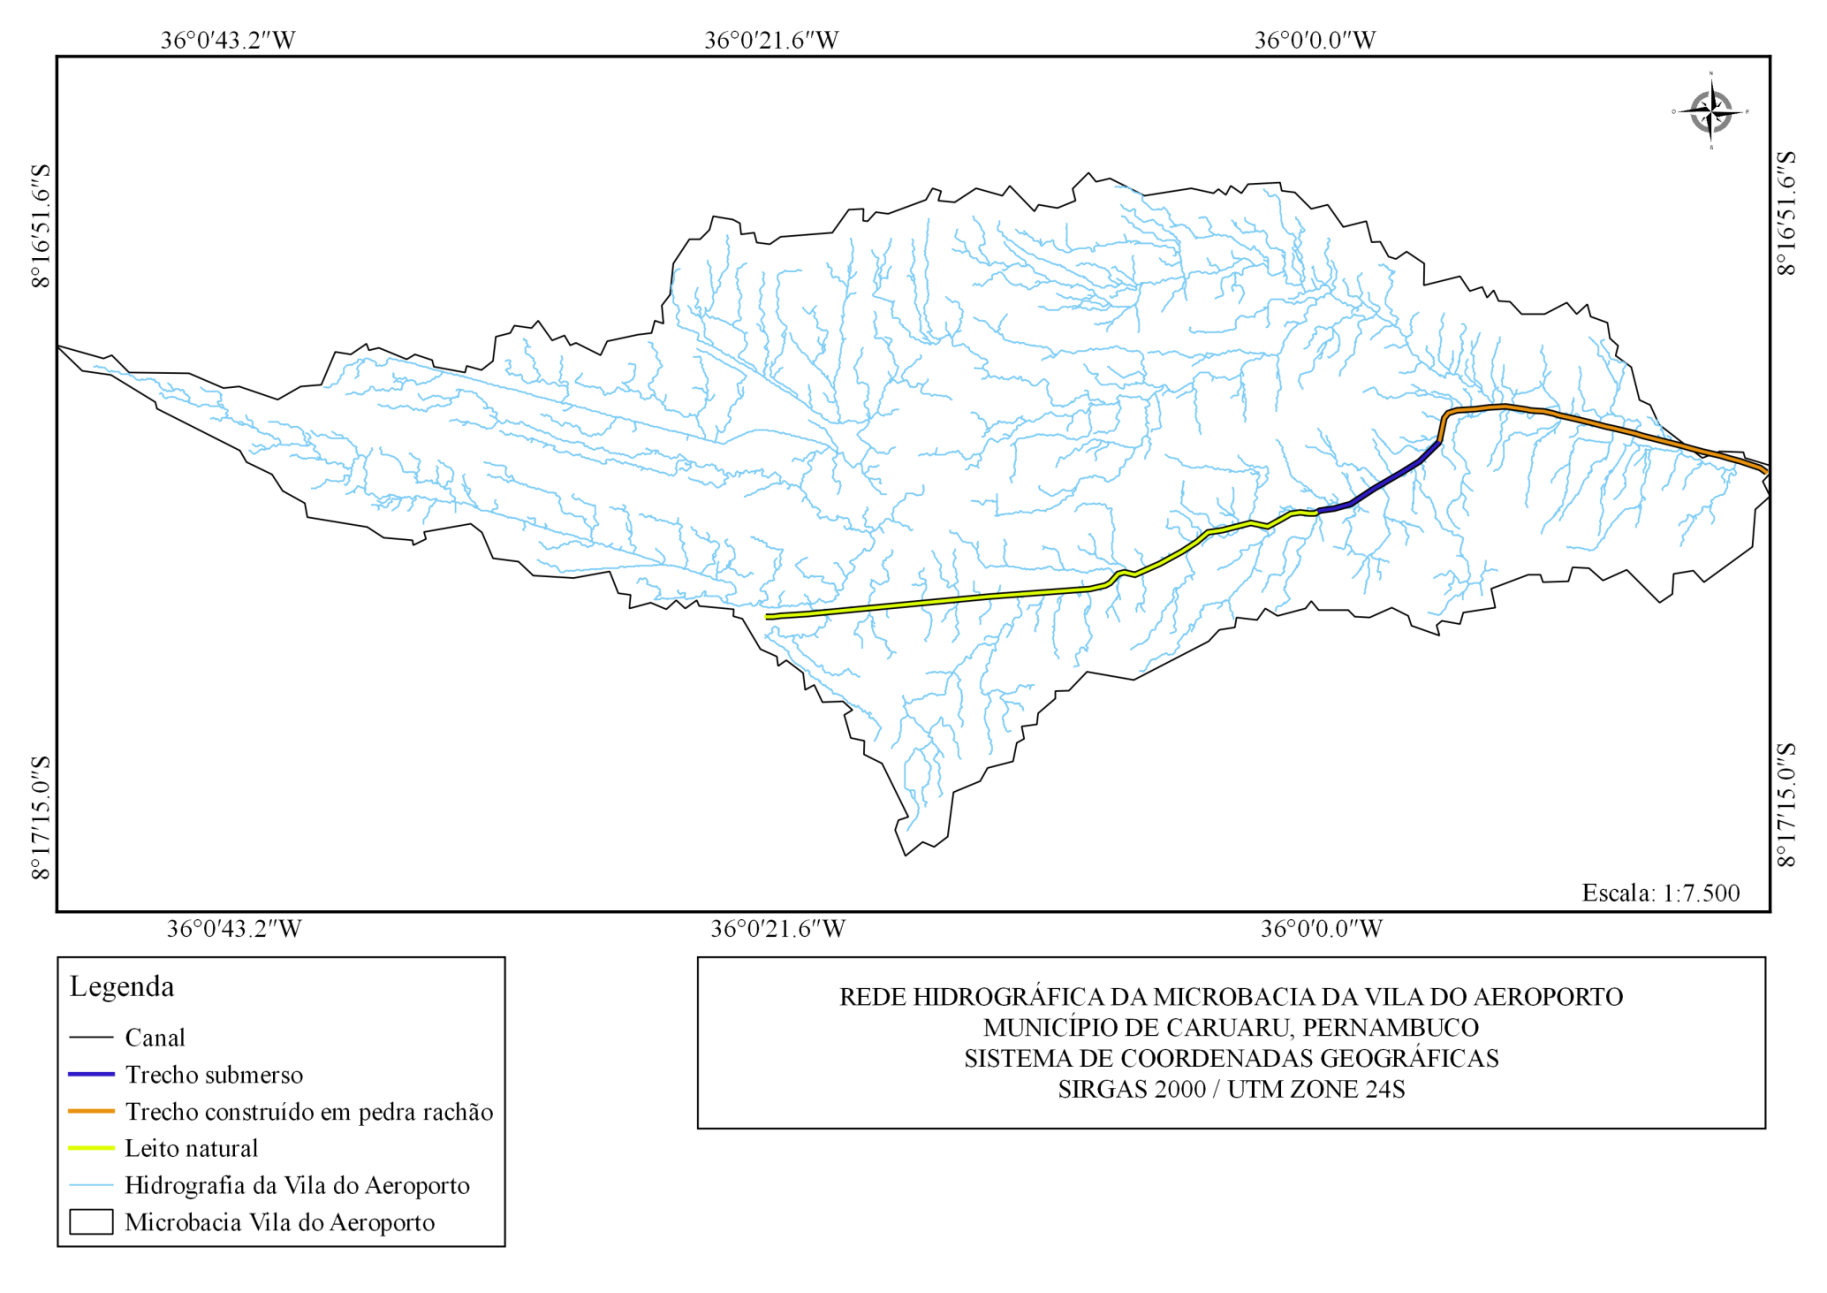 36°0'43.2"W
36°0'21.6"W
36°0'0.0"W
8°16'51.6"S
8°16'51.6"S
N
O
S
8°17'15.0"S
8°17'15.0"S
Escala: 1:7.500
36°0'43.2"W
36°0'21.6"W
36°0'0.0"W
Legenda
Canal
Trecho submerso
Trecho construído em pedra rachão
Leito natural
Hidrografia da Vila do Aeroporto
Microbacia Vila do Aeroporto
REDE HIDROGRÁFICA DA MICROBACIA DA VILA DO AEROPORTO
MUNICÍPIO DE CARUARU, PERNAMBUCO
SISTEMA DE COORDENADAS GEOGRÁFICAS
SIRGAS 2000 / UTM ZONE 24S